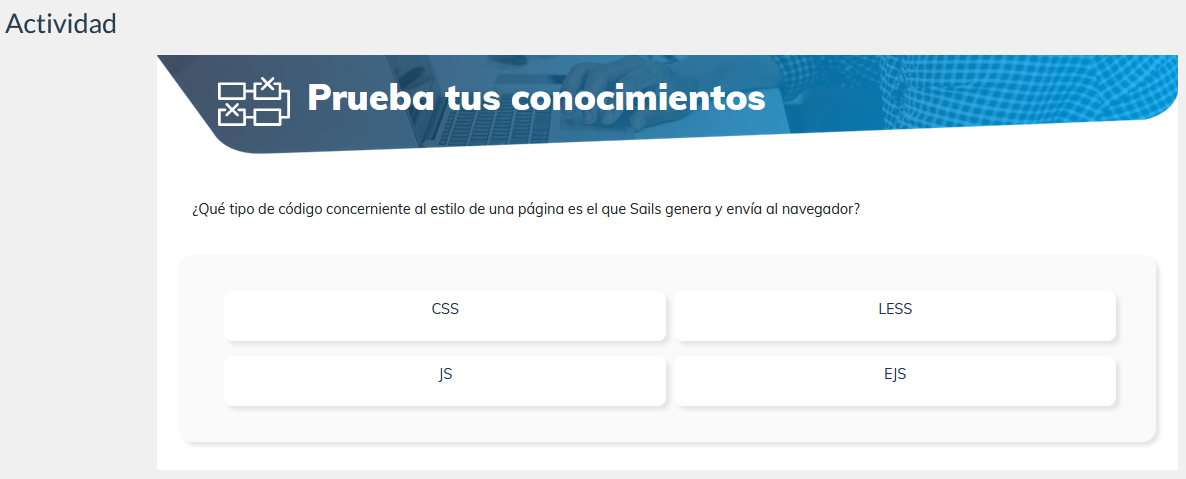 Actividad
Prueba tus conocimientos
¿Qué tipo de código concerniente al estilo de una página es el que Sails genera y envía al navegador?
CSS
LESS
JS
EJS